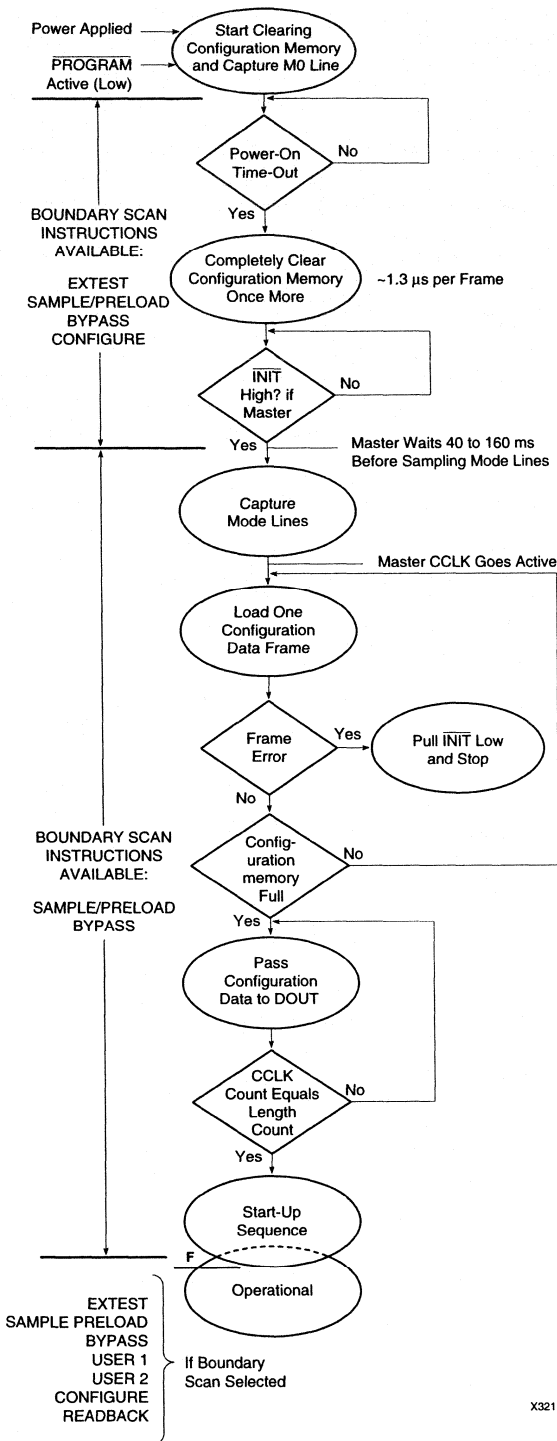 Power Applied
PROGRAM
Active (Low)
Start Clearing
Configuration Memory
and Capture M0 Line
Power-On
Time-Out
No
Yes
BOUNDARY SCAN
INSTRUCTIONS
AVAILABLE:
EXTEST
SAMPLE/PRELOAD
BYPASS
CONFIGURE
Completely Clear
Configuration Memory
Once More
~1.3 µs per Frame
INIT
High? if
Master
No
Yes
Master Waits 40 to 160 ms
Before Sampling Mode Lines
Capture
Mode Lines
Master CCLK Goes Active
Load One
Configuration
Data Frame
Frame
Error
Yes
Pull INIT Low
and Stop
No
Config-
uration
memory
Full
No
Yes
BOUNDARY SCAN
INSTRUCTIONS
AVAILABLE:
SAMPLE/PRELOAD
BYPASS
Pass
Configuration
Data to DOUT
CCLK
Count Equals
Length
Count
No
Yes
Start-Up
Sequence
F
Operational
EXTEST
SAMPLE PRELOAD
BYPASS
USER 1
USER 2
CONFIGURE
READBACK
If Boundary
Scan Selected
X321